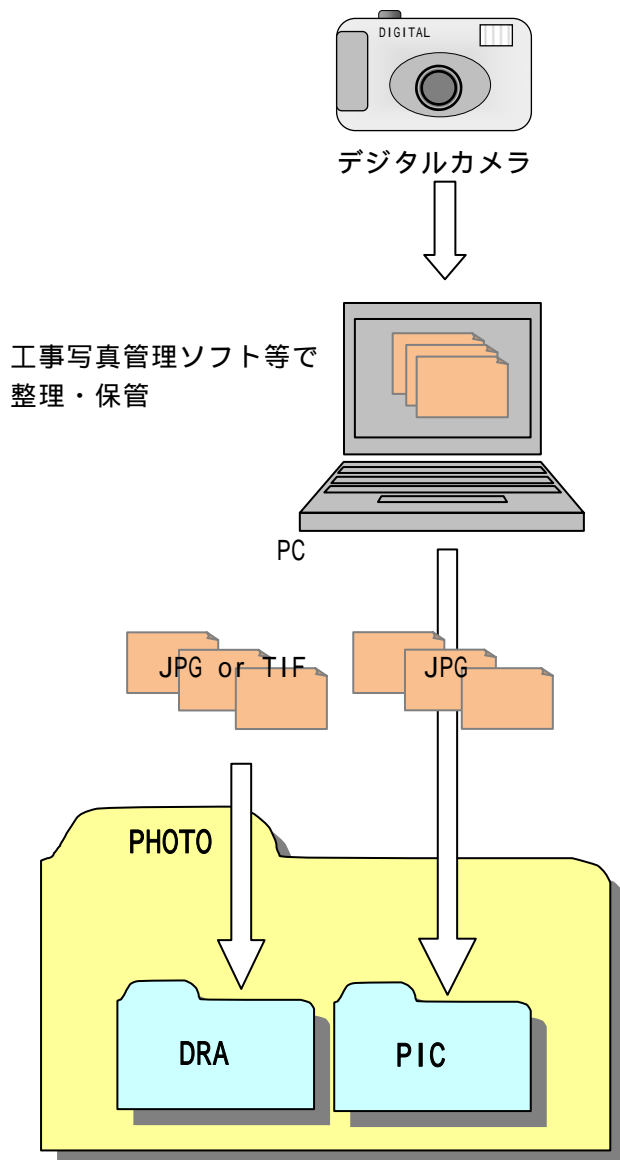 DIGITAL
デジタルカメラ
工事写真管理ソフト等で
整理・保管
PC
JPG or TIF
JPG
PHOTO
DRA
PIC